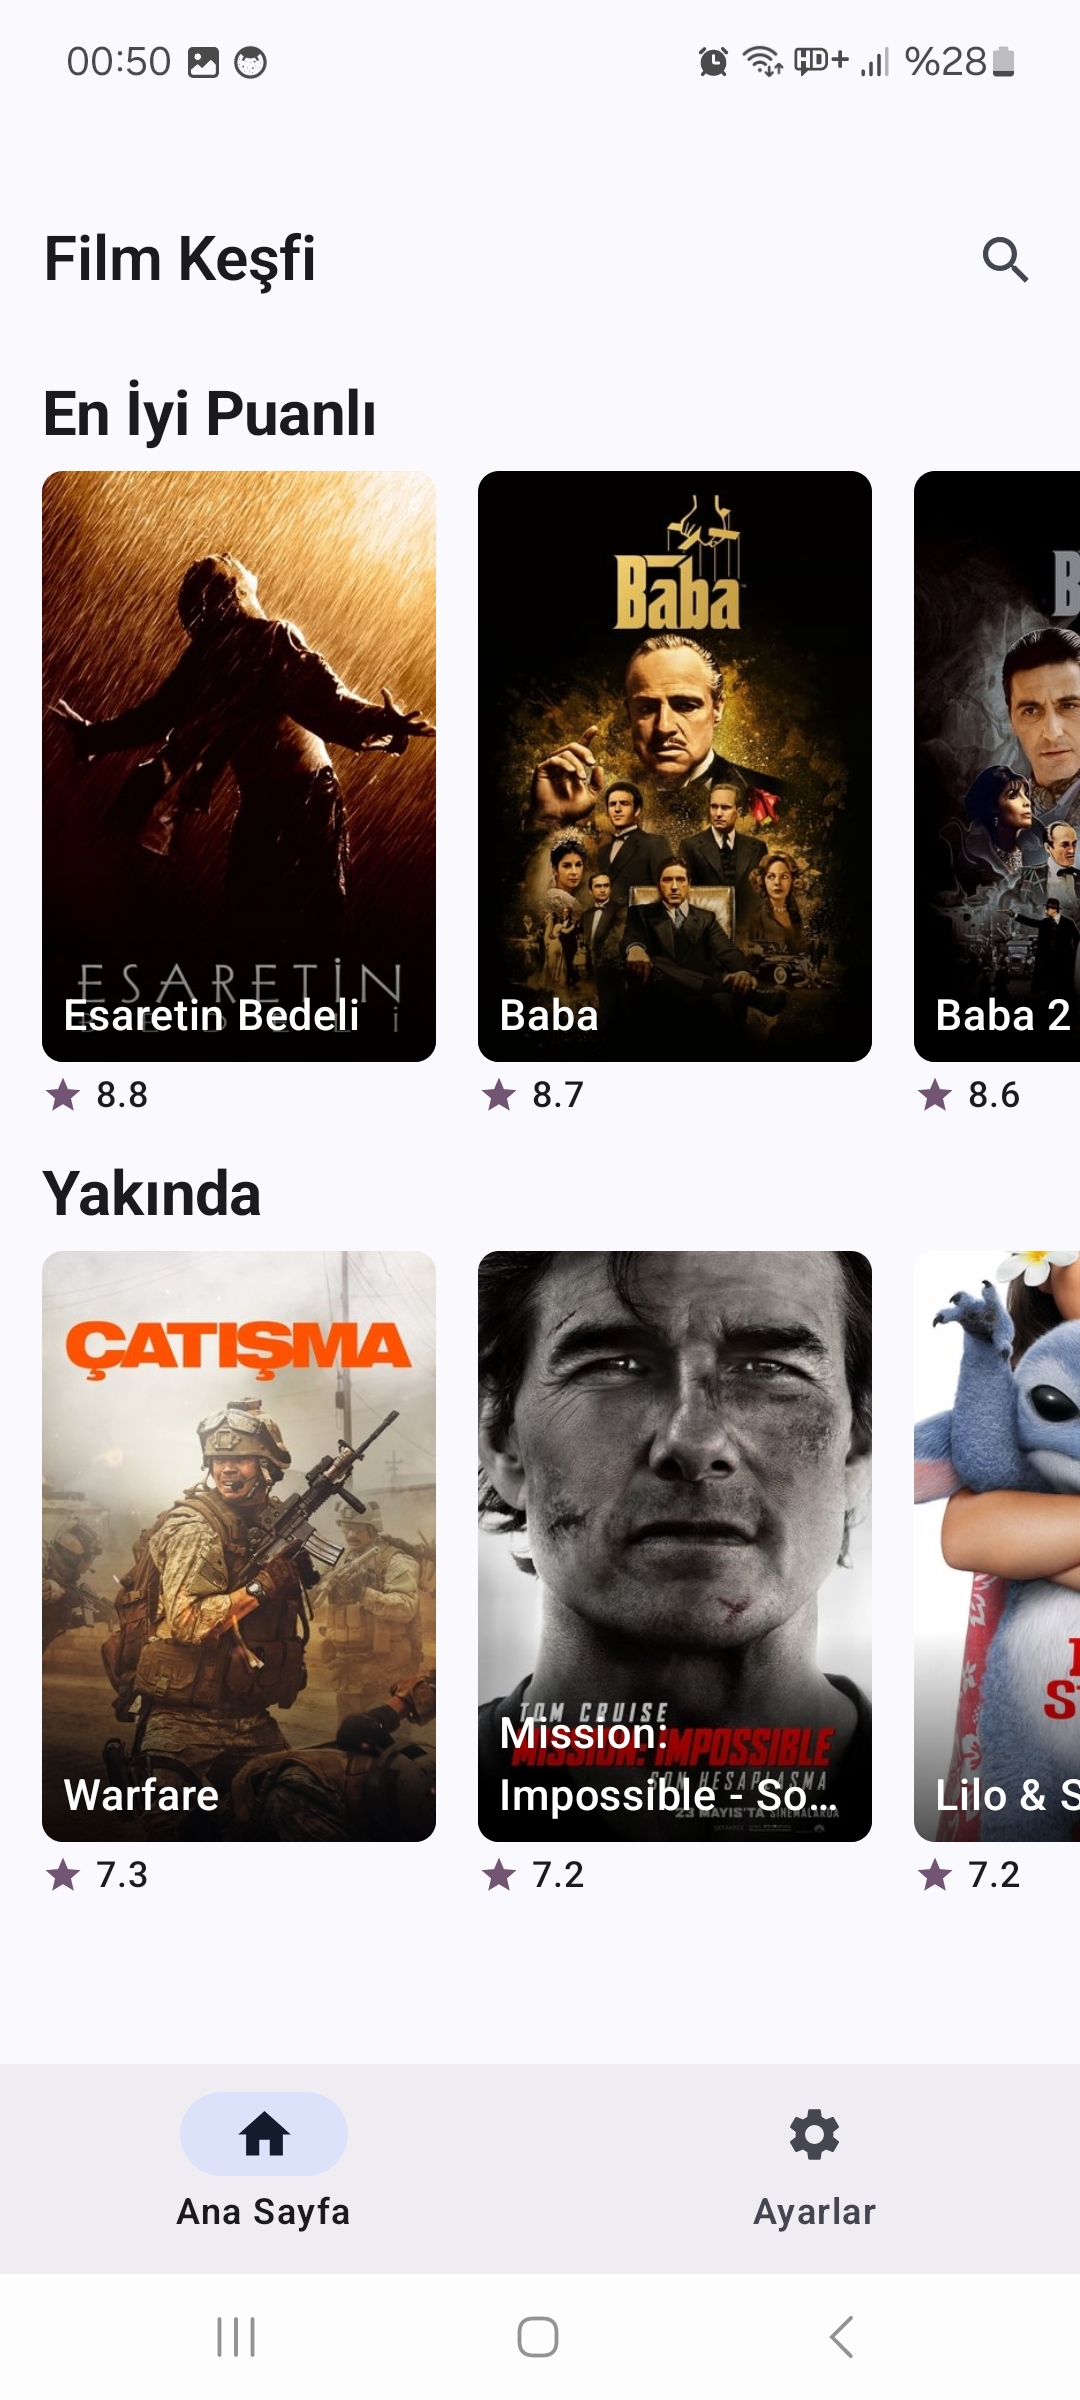 00:50
HD+ %28
Film Keşfi
En İyi Puanlı
Baba
ESARETİN
Esaretin Bedeli
Baba
Baba 2
8.8
8.7
8.6
Yakında
ÇATIŞMA
TOM CRUISE
MISSION: IMPOSSIBLE
SON HESAPLAŞMA
23 MAYIS'TA SİNEMALARDA
Warfare
Mission:
Impossible - So...
Lilo & S
7.3
7.2
7.2
Ana Sayfa
Ayarlar